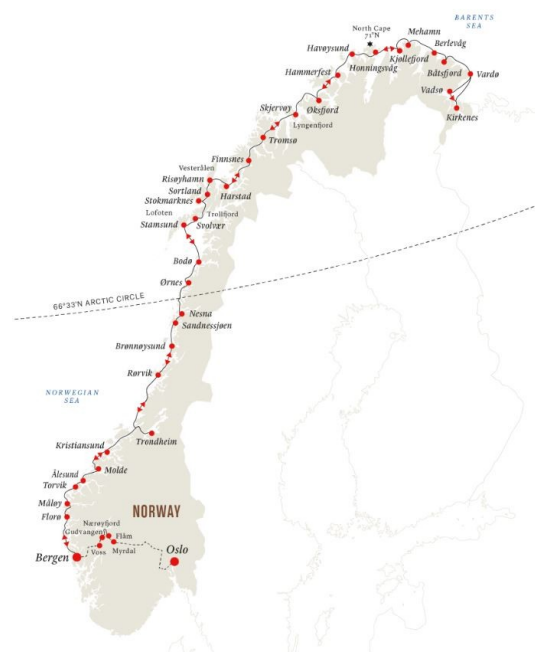 BARENTS
SEA
North Cape
71°N
Mehamn
Havøysund
Berlevåg
Kjøllefjord
Honningsvåg
Hammerfest
Båtsfjord
Vardø
Vadsø
Skjervøy
Øksfjord
Kirkenes
Lyngenfjord
Tromsø
Finnsnes
Vesterålen
Risøyhamn
Sortland
Harstad
Stokmarknes
Lofoten
Trollfjord
Stamsund
Svolvær
Bodø
Ørnes
66°33'N ARCTIC CIRCLE
Nesna
Sandnessjøen
Brønnøysund
Rørvik
NORWEGIAN
SEA
Kristiansund
Trondheim
Ålesund
Molde
Torvik
Måløy
NORWAY
Florø
Nærøyfjord
Gudvangen
Flåm
Bergen
Voss
Myrdal
Oslo